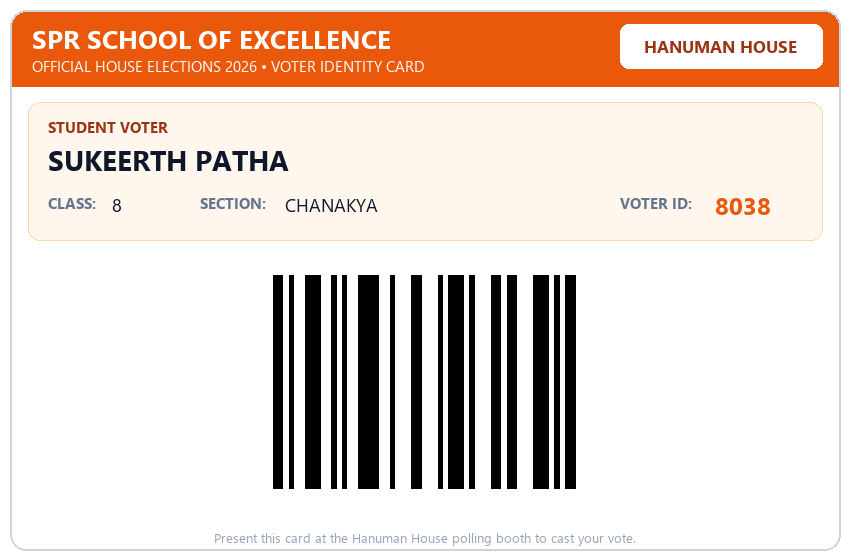 SPR SCHOOL OF EXCELLENCE
OFFICIAL HOUSE ELECTIONS 2026 • VOTER IDENTITY CARD
HANUMAN HOUSE
STUDENT VOTER
SUKEERTH PATHA
CLASS: 8 SECTION: CHANAKYA VOTER ID: 8038
Present this card at the Hanuman House polling booth to cast your vote.